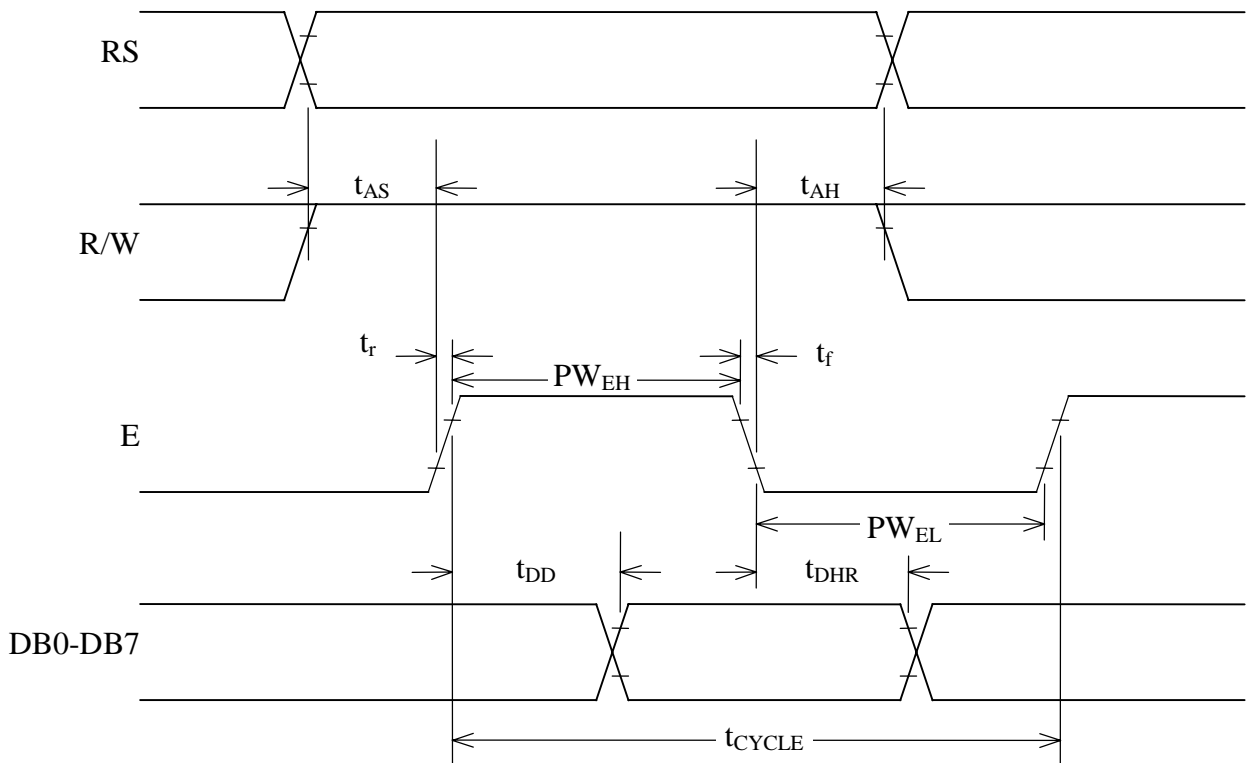 RS
t_AS
t_AH
R/W
t_r
PW_EH
t_f
E
PW_EL
t_DD
t_DHR
DB0-DB7
t_CYCLE